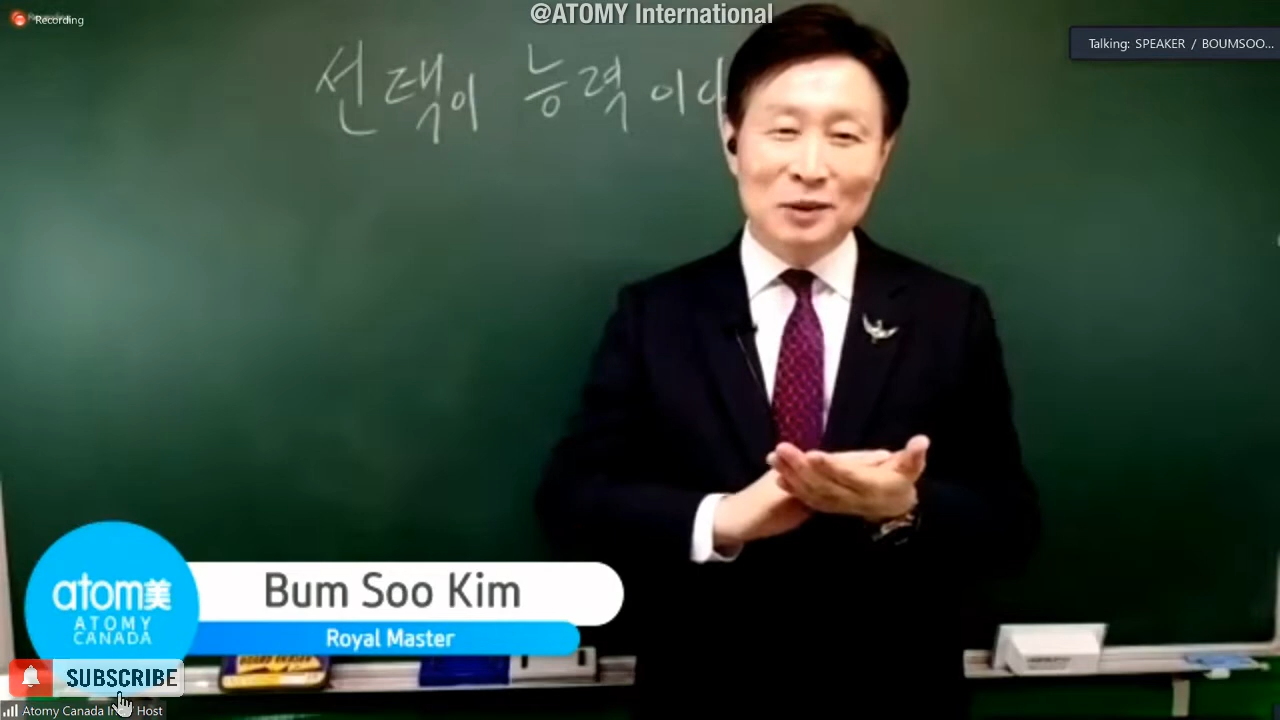 Recording
@ATOMY International
Talking: SPEAKER / BOUMSOO...
선택이 능력이다
atom美
ATOMY
CANADA
Bum Soo Kim
Royal Master
SUBSCRIBE
Atomy Canada
Host